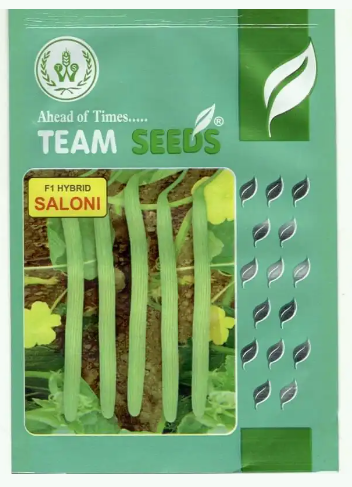 T S
W
Ahead of Times.....
TEAM SEEDS®
F1 HYBRID
SALONI